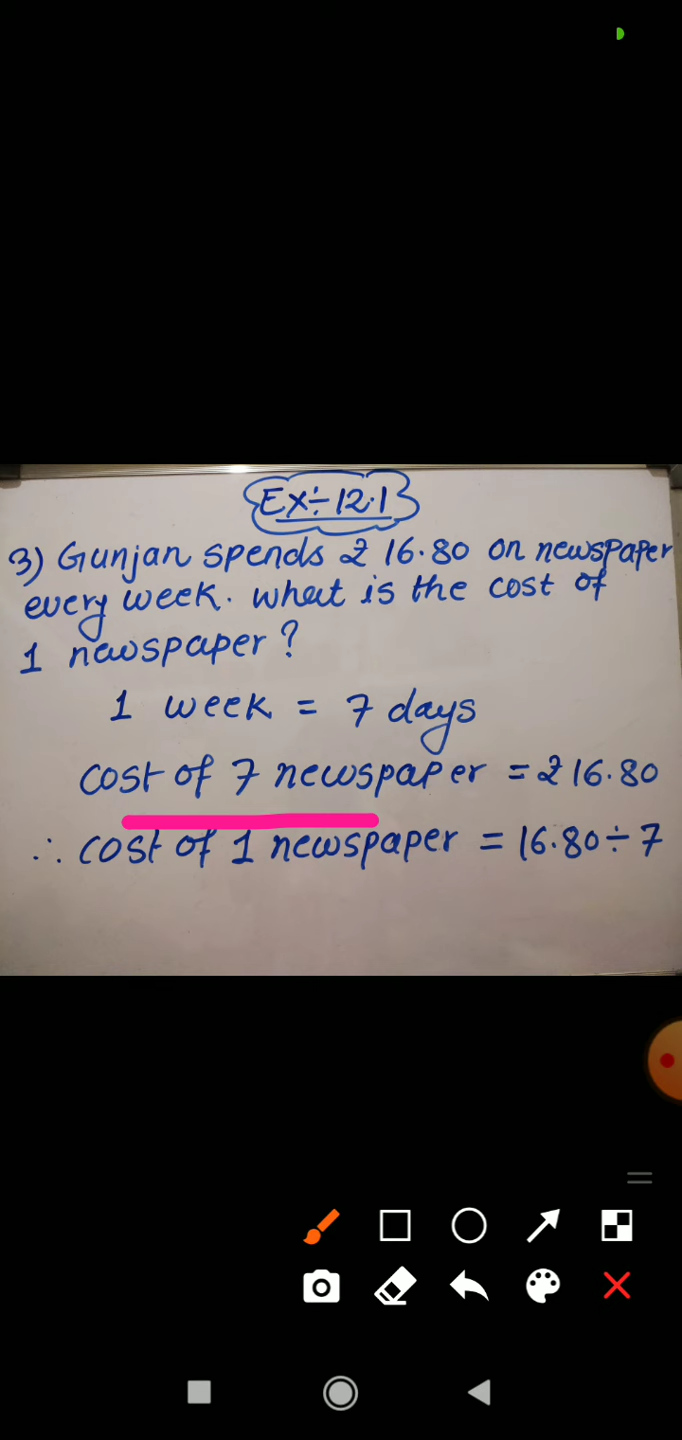 Ex÷12.1
3) Gunjan spends ₹ 16.80 on newspaper
every week. what is the cost of
1 newspaper?
1 week = 7 days
cost of 7 newspaper = ₹ 16.80
∴ cost of 1 newspaper = 16.80÷7